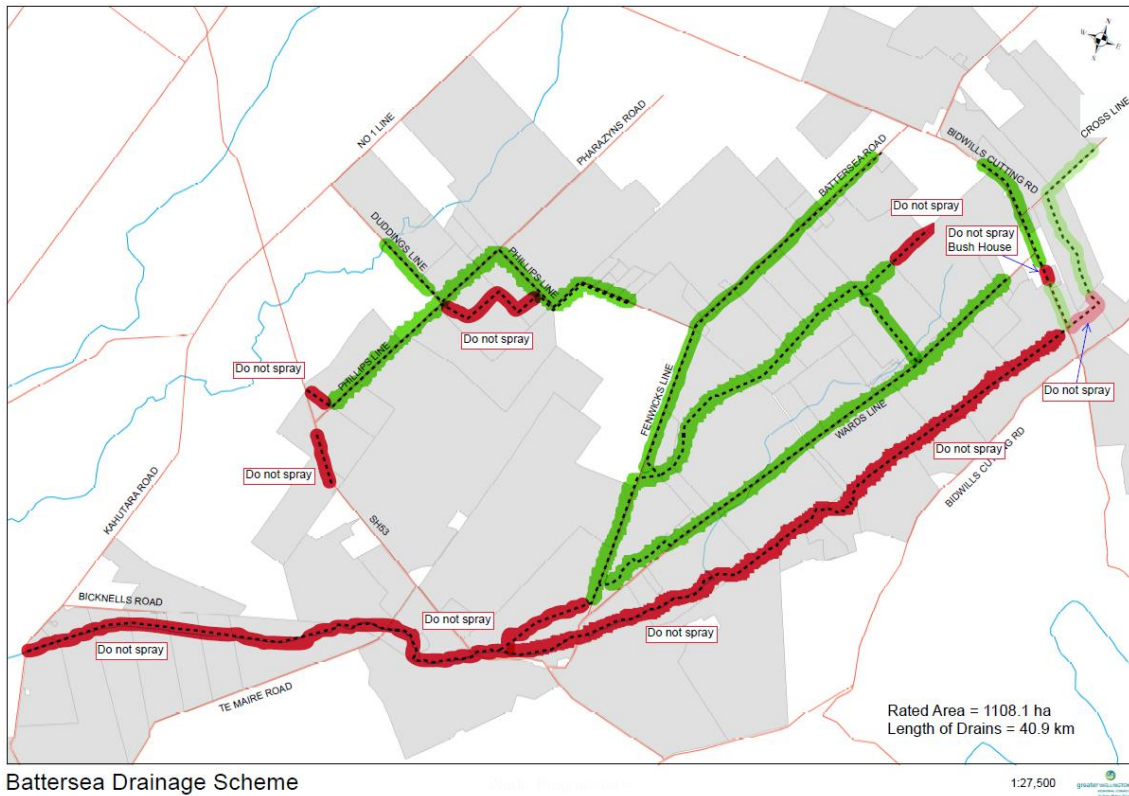 N
W
E
S
CROSS LINE
BIDWILLS CUTTING RD
NO 1 LINE
PHARAZYNS ROAD
BATTERSEA ROAD
Do not spray
Do not spray
Bush House
DUDDINGS LINE
PHILLIPS LINE
Do not spray
Do not spray
PHILLIPS LINE
FENWICKS LINE
Do not spray
WARDS LINE
Do not spray
Do not spray
BIDWILLS CUTTING RD
KAHUTARA ROAD
SH53
BICKNELLS ROAD
Do not spray
Do not spray
Do not spray
TE MAIRE ROAD
Rated Area = 1108.1 ha
Length of Drains = 40.9 km
Battersea Drainage Scheme
1:27,500
greater WELLINGTON